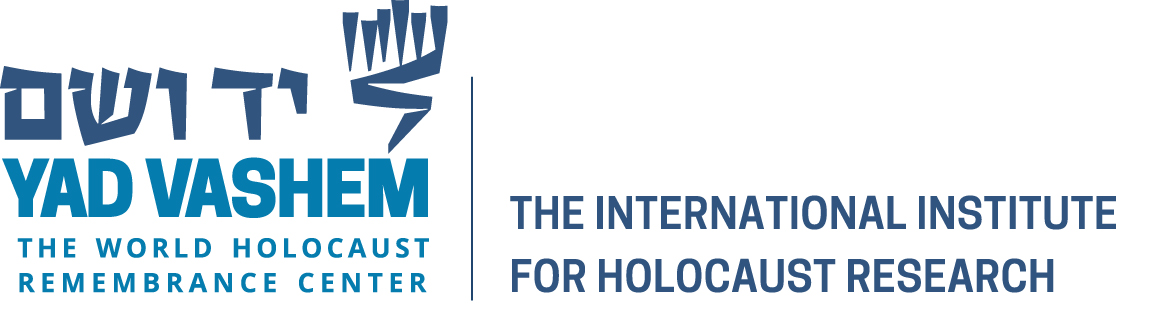 יד ושם
YAD VASHEM
THE WORLD HOLOCAUST
REMEMBRANCE CENTER
THE INTERNATIONAL INSTITUTE
FOR HOLOCAUST RESEARCH